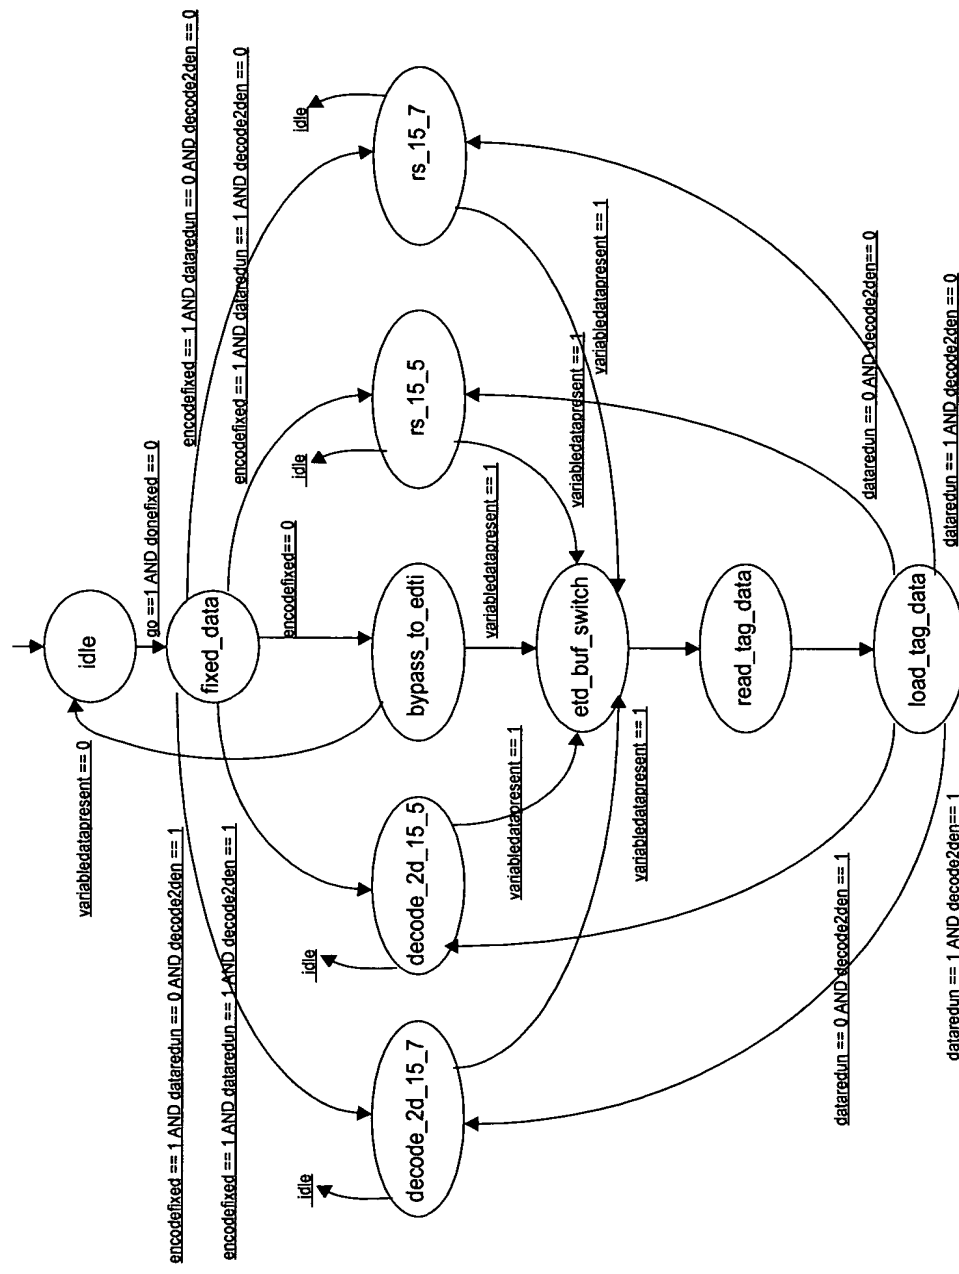 idle
go ==1 AND donefixed == 0
variabledatapresent == 0
fixed_data
encodefixed == 1 AND dataredun == 0 AND decode2den == 1
encodefixed == 1 AND dataredun == 1 AND decode2den == 1
encodefixed== 0
encodefixed == 1 AND dataredun == 1 AND decode2den == 0
encodefixed == 1 AND dataredun == 0 AND decode2den == 0
idle
idle
idle
idle
decode_2d_15_7
decode_2d_15_5
bypass_to_edti
rs_15_5
rs_15_7
variabledatapresent == 1
variabledatapresent == 1
variabledatapresent == 1
variabledatapresent == 1
variabledatapresent == 1
etd_buf_switch
read_tag_data
load_tag_data
dataredun == 0 AND decode2den == 1
dataredun == 0 AND decode2den== 0
dataredun == 1 AND decode2den== 1
dataredun == 1 AND decode2den == 0